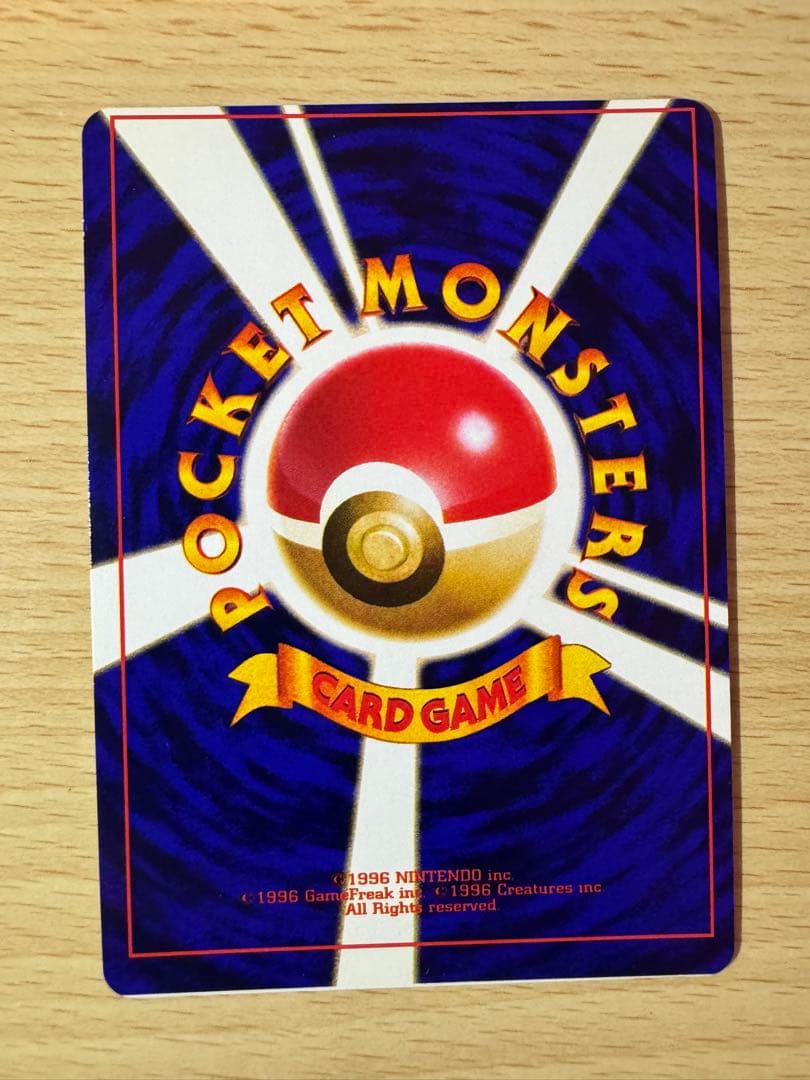 POCKET MONSTERS
CARD GAME
©1996 NINTENDO inc.
©1996 GameFreak inc. ©1996 Creatures inc.
All Rights reserved.